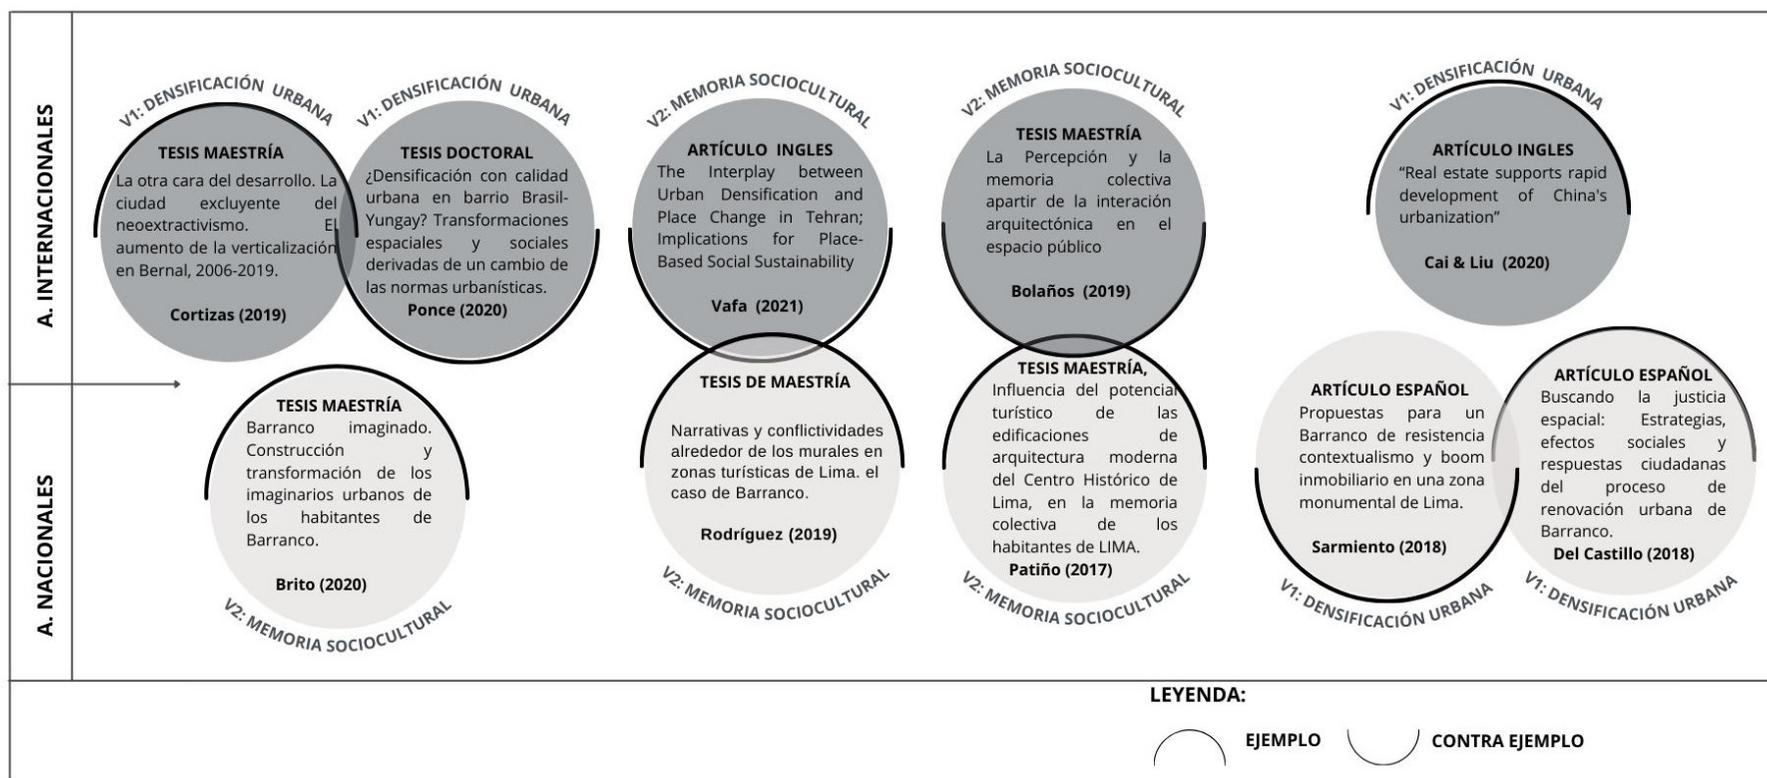 A. INTERNACIONALES
V1: DENSIFICACIÓN URBANA
TESIS MAESTRÍA
La otra cara del desarrollo. La
ciudad excluyente del
neoextractivismo. El
aumento de la verticalización
en Bernal, 2006-2019.
Cortizas (2019)
V1: DENSIFICACIÓN URBANA
TESIS DOCTORAL
¿Densificación con calidad
urbana en barrio Brasil-
Yungay? Transformaciones
espaciales y sociales
derivadas de un cambio de
las normas urbanísticas.
Ponce (2020)
V2: MEMORIA SOCIOCULTURAL
ARTÍCULO INGLES
The Interplay between
Urban Densification and
Place Change in Tehran;
Implications for Place-
Based Social Sustainability
Vafa (2021)
V2: MEMORIA SOCIOCULTURAL
TESIS MAESTRÍA
La Percepción y la
memoria colectiva
apartir de la interación
arquitectónica en el
espacio público
Bolaños (2019)
V1: DENSIFICACIÓN URBANA
ARTÍCULO INGLES
“Real estate supports rapid
development of China's
urbanization”
Cai & Liu (2020)
A. NACIONALES
TESIS MAESTRÍA
Barranco imaginado.
Construcción y
transformación de los
imaginarios urbanos de
los habitantes de
Barranco.
Brito (2020)
V2: MEMORIA SOCIOCULTURAL
TESIS DE MAESTRÍA
Narrativas y conflictividades
alrededor de los murales en
zonas turísticas de Lima. el
caso de Barranco.
Rodríguez (2019)
V2: MEMORIA SOCIOCULTURAL
TESIS MAESTRÍA,
Influencia del potencial
turístico de las
edificaciones de
arquitectura moderna
del Centro Histórico de
Lima, en la memoria
colectiva de los
habitantes de LIMA.
Patiño (2017)
V2: MEMORIA SOCIOCULTURAL
ARTÍCULO ESPAÑOL
Propuestas para un
Barranco de resistencia
contextualismo y boom
inmobiliario en una zona
monumental de Lima.
Sarmiento (2018)
V1: DENSIFICACIÓN URBANA
ARTÍCULO ESPAÑOL
Buscando la justicia
espacial: Estrategias,
efectos sociales y
respuestas ciudadanas
del proceso de
renovación urbana de
Barranco.
Del Castillo (2018)
V1: DENSIFICACIÓN URBANA
LEYENDA:
EJEMPLO
CONTRA EJEMPLO